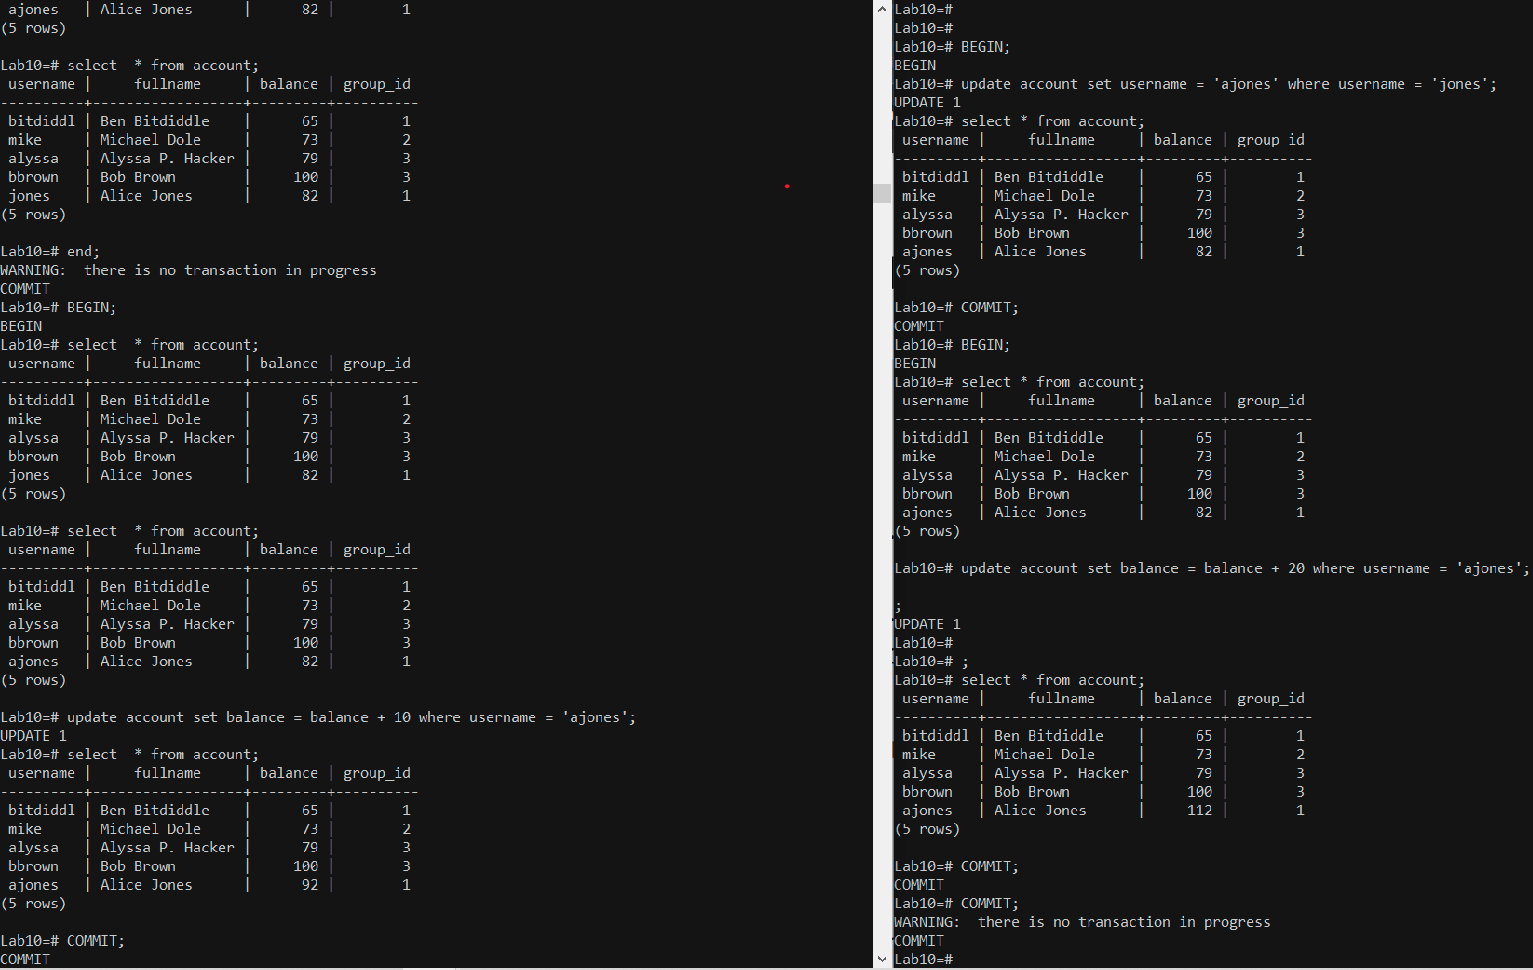 ajones   | Alice Jones      |      82 |        1
(5 rows)

Lab10=# select  * from account;
 username |     fullname     | balance | group_id
----------+------------------+---------+----------
 bitdiddl | Ben Bitdiddle    |      65 |        1
 mike     | Michael Dole     |      73 |        2
 alyssa   | Alyssa P. Hacker |      79 |        3
 bbrown   | Bob Brown        |     100 |        3
 jones    | Alice Jones      |      82 |        1
(5 rows)

Lab10=# end;
WARNING:  there is no transaction in progress
COMMIT
Lab10=# BEGIN;
BEGIN
Lab10=# select  * from account;
 username |     fullname     | balance | group_id
----------+------------------+---------+----------
 bitdiddl | Ben Bitdiddle    |      65 |        1
 mike     | Michael Dole     |      73 |        2
 alyssa   | Alyssa P. Hacker |      79 |        3
 bbrown   | Bob Brown        |     100 |        3
 jones    | Alice Jones      |      82 |        1
(5 rows)

Lab10=# select  * from account;
 username |     fullname     | balance | group_id
----------+------------------+---------+----------
 bitdiddl | Ben Bitdiddle    |      65 |        1
 mike     | Michael Dole     |      73 |        2
 alyssa   | Alyssa P. Hacker |      79 |        3
 bbrown   | Bob Brown        |     100 |        3
 ajones   | Alice Jones      |      82 |        1
(5 rows)

Lab10=# update account set balance = balance + 10 where username = 'ajones';
UPDATE 1
Lab10=# select  * from account;
 username |     fullname     | balance | group_id
----------+------------------+---------+----------
 bitdiddl | Ben Bitdiddle    |      65 |        1
 mike     | Michael Dole     |      73 |        2
 alyssa   | Alyssa P. Hacker |      79 |        3
 bbrown   | Bob Brown        |     100 |        3
 ajones   | Alice Jones      |      92 |        1
(5 rows)

Lab10=# COMMIT;
COMMIT
Lab10=#
Lab10=#
Lab10=# BEGIN;
BEGIN
Lab10=# update account set username = 'ajones' where username = 'jones';
UPDATE 1
Lab10=# select * from account;
 username |     fullname     | balance | group_id
----------+------------------+---------+----------
 bitdiddl | Ben Bitdiddle    |      65 |        1
 mike     | Michael Dole     |      73 |        2
 alyssa   | Alyssa P. Hacker |      79 |        3
 bbrown   | Bob Brown        |     100 |        3
 ajones   | Alice Jones      |      82 |        1
(5 rows)

Lab10=# COMMIT;
COMMIT
Lab10=# BEGIN;
BEGIN
Lab10=# select * from account;
 username |     fullname     | balance | group_id
----------+------------------+---------+----------
 bitdiddl | Ben Bitdiddle    |      65 |        1
 mike     | Michael Dole     |      73 |        2
 alyssa   | Alyssa P. Hacker |      79 |        3
 bbrown   | Bob Brown        |     100 |        3
 ajones   | Alice Jones      |      82 |        1
(5 rows)

Lab10=# update account set balance = balance + 20 where username = 'ajones';

;
UPDATE 1
Lab10=#
Lab10=# ;
Lab10=# select * from account;
 username |     fullname     | balance | group_id
----------+------------------+---------+----------
 bitdiddl | Ben Bitdiddle    |      65 |        1
 mike     | Michael Dole     |      73 |        2
 alyssa   | Alyssa P. Hacker |      79 |        3
 bbrown   | Bob Brown        |     100 |        3
 ajones   | Alice Jones      |     112 |        1
(5 rows)

Lab10=# COMMIT;
COMMIT
Lab10=# COMMIT;
WARNING:  there is no transaction in progress
COMMIT
Lab10=#